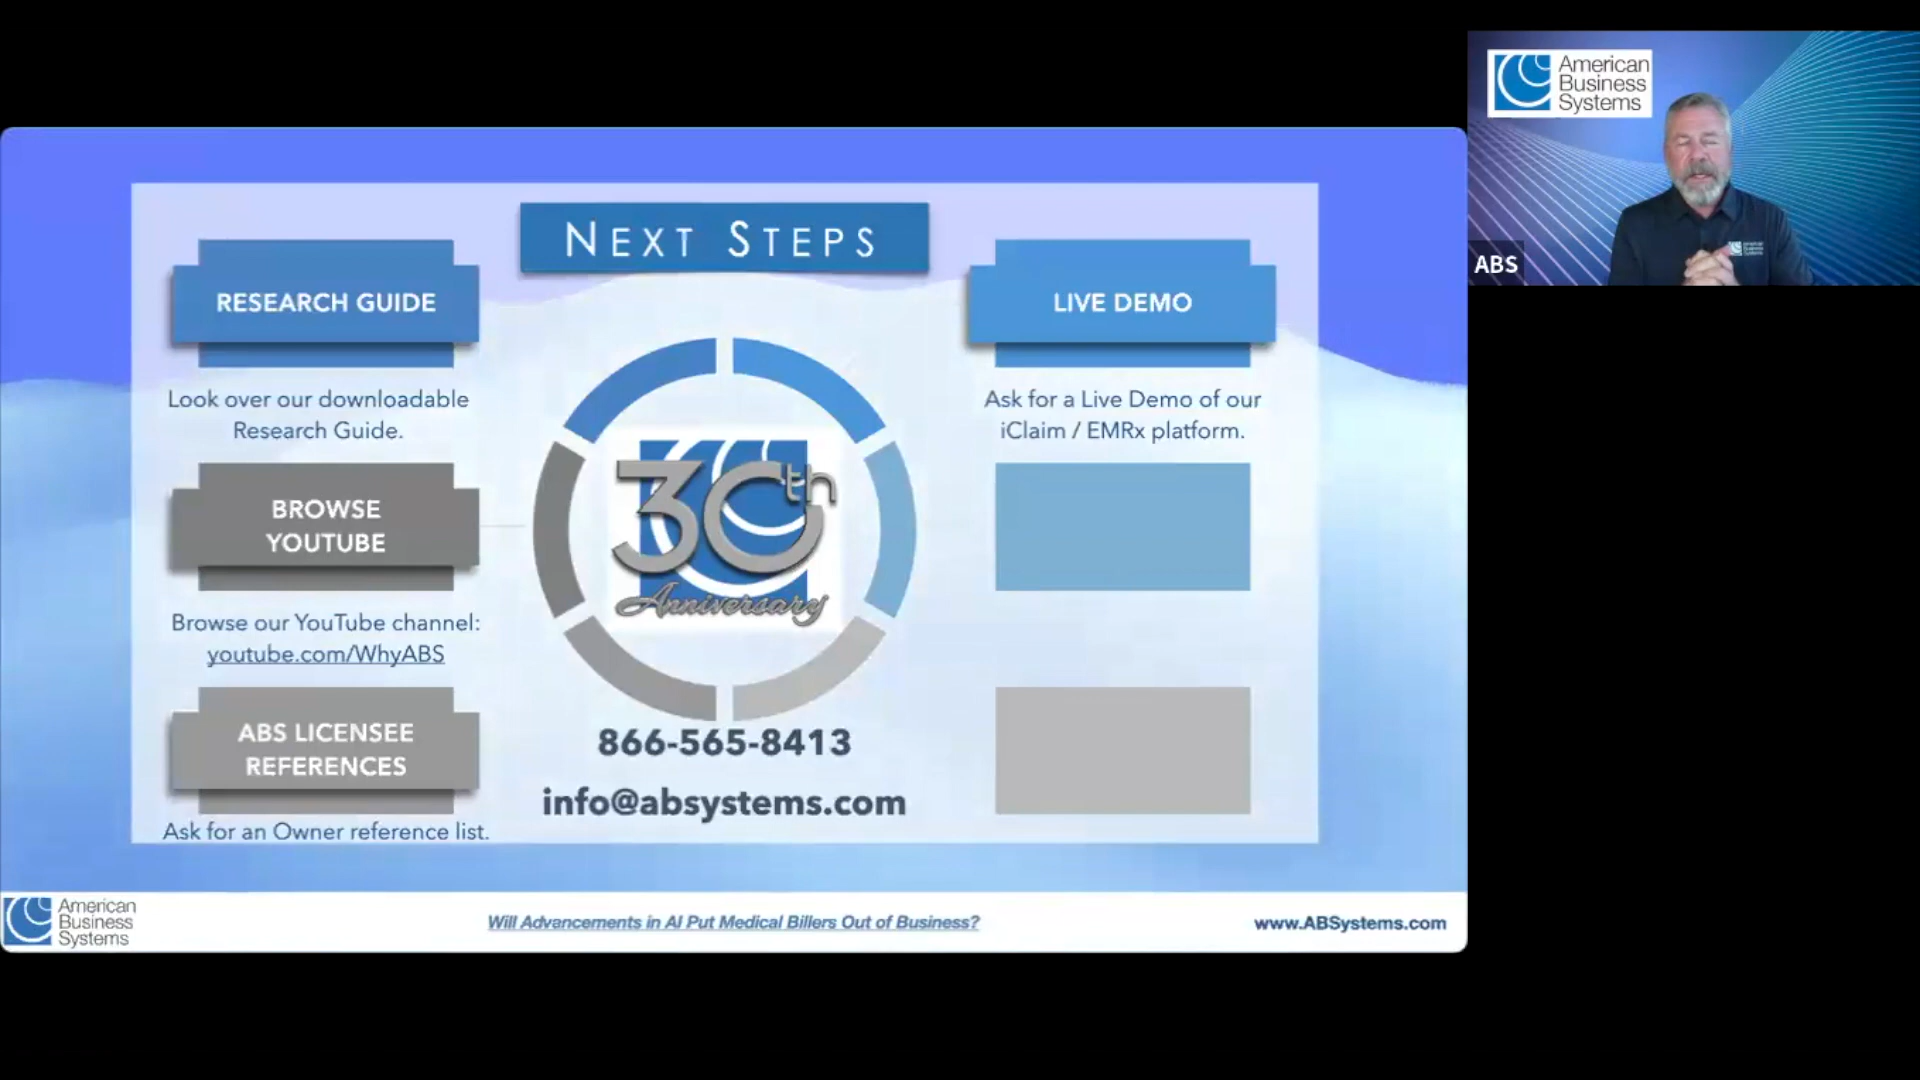 NEXT STEPS
RESEARCH GUIDE
Look over our downloadable
Research Guide.
BROWSE
YOUTUBE
Browse our YouTube channel:
youtube.com/WhyABS
ABS LICENSEE
REFERENCES
Ask for an Owner reference list.
30th
Anniversary
866-565-8413
info@absystems.com
LIVE DEMO
Ask for a Live Demo of our
iClaim / EMRx platform.
American
Business
Systems
Will Advancements in AI Put Medical Billers Out of Business?
www.ABSystems.com
American
Business
Systems
ABS
American
Business
Systems